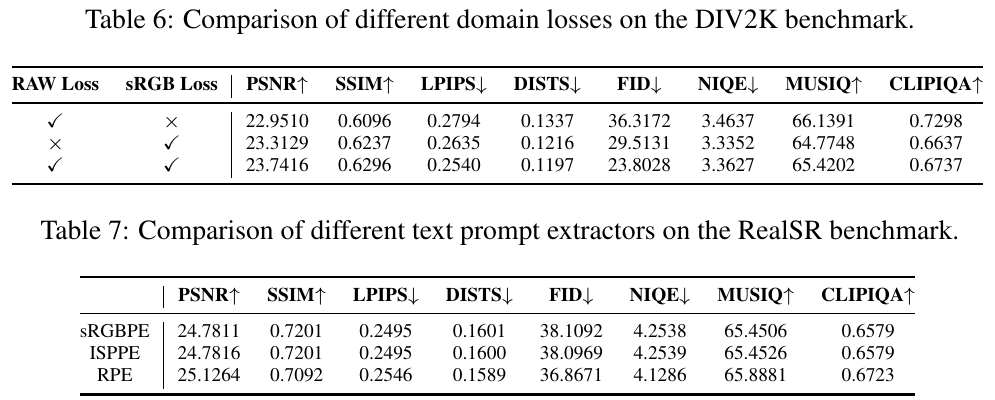 Table 6: Comparison of different domain losses on the DIV2K benchmark.
RAW Loss sRGB Loss PSNR↑ SSIM↑ LPIPS↓ DISTS↓ FID↓ NIQE↓ MUSIQ↑ CLIPIQA↑
✓ × 22.9510 0.6096 0.2794 0.1337 36.3172 3.4637 66.1391 0.7298
× ✓ 23.3129 0.6237 0.2635 0.1216 29.5131 3.3352 64.7748 0.6637
✓ ✓ 23.7416 0.6296 0.2540 0.1197 23.8028 3.3627 65.4202 0.6737
Table 7: Comparison of different text prompt extractors on the RealSR benchmark.
PSNR↑ SSIM↑ LPIPS↓ DISTS↓ FID↓ NIQE↓ MUSIQ↑ CLIPIQA↑
sRGBPE 24.7811 0.7201 0.2495 0.1601 38.1092 4.2538 65.4506 0.6579
ISPPE 24.7816 0.7201 0.2495 0.1600 38.0969 4.2539 65.4526 0.6579
RPE 25.1264 0.7092 0.2546 0.1589 36.8671 4.1286 65.8881 0.6723